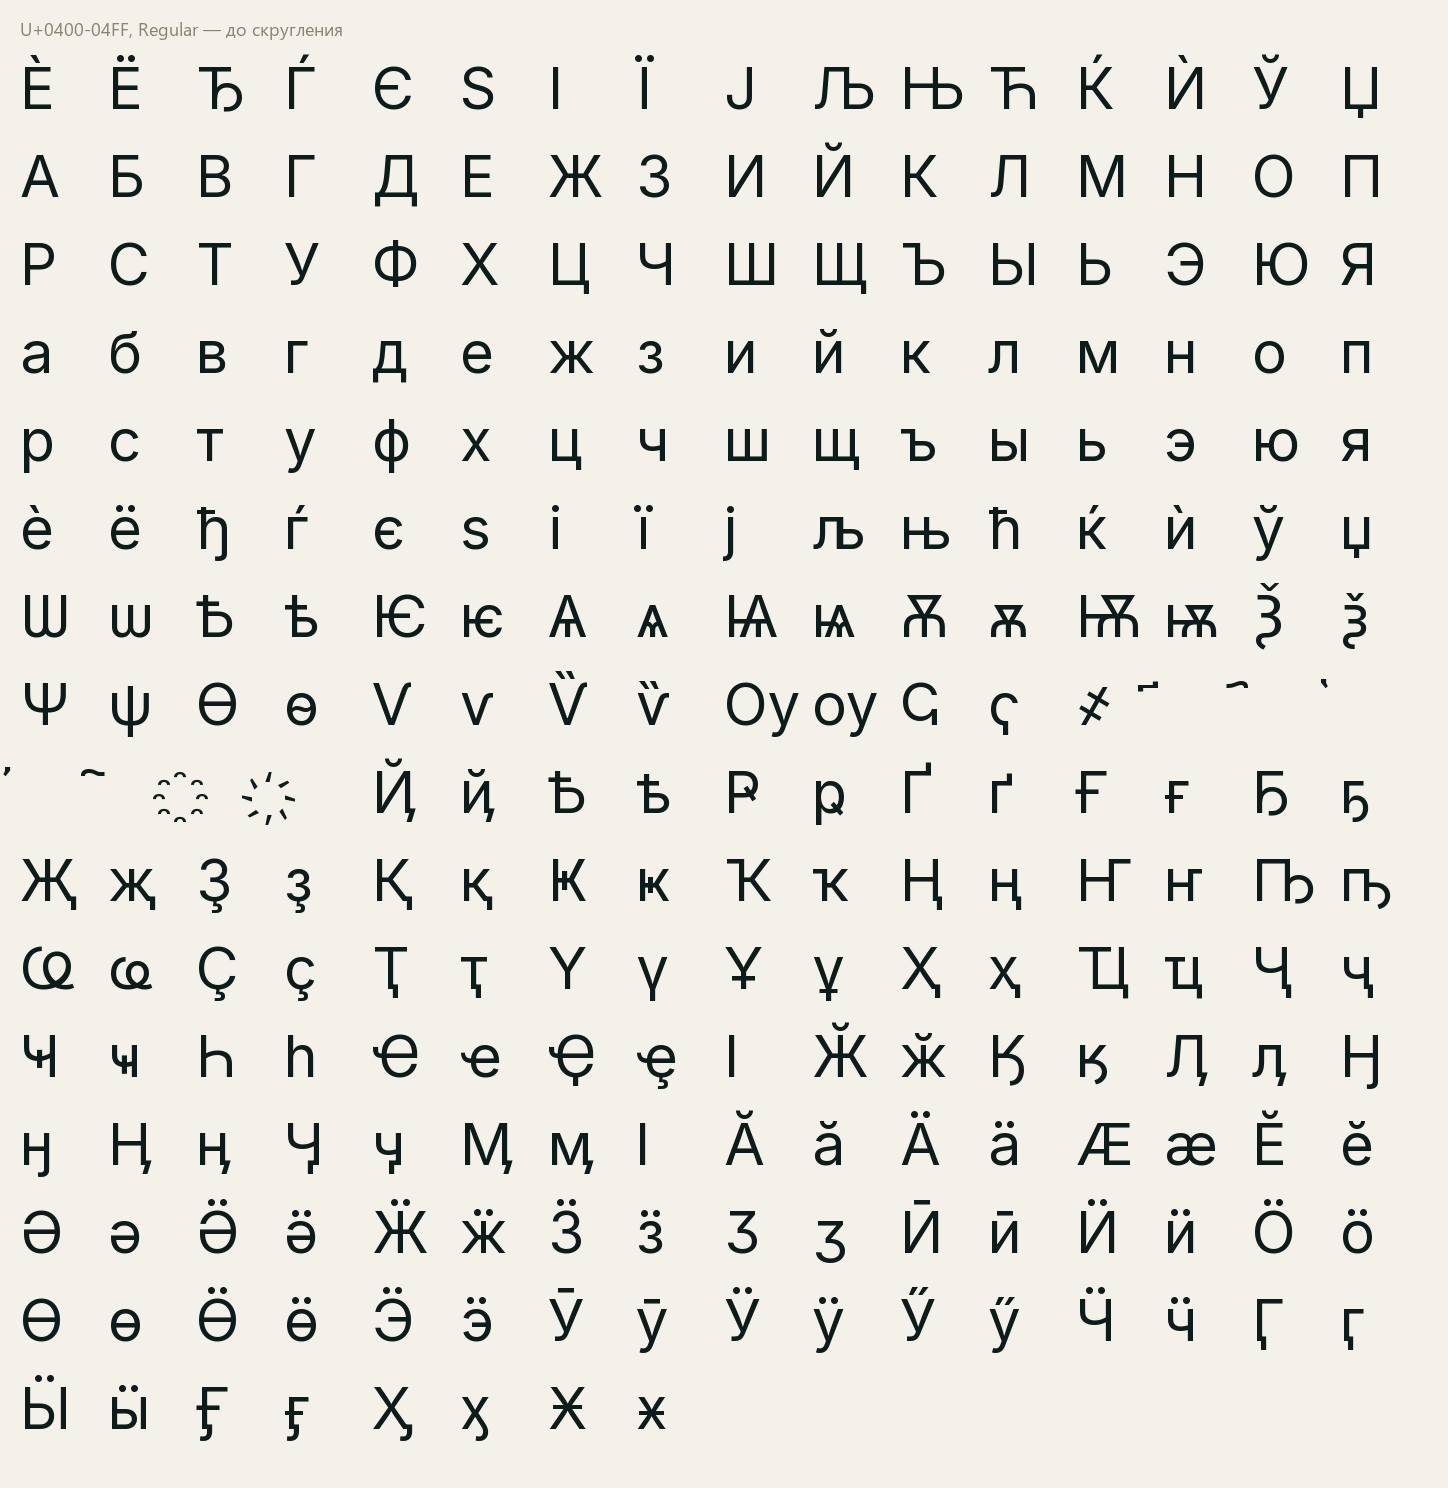 U+0400-04FF, Regular — до скругления
Ѐ Ё Ђ Ѓ Є Ѕ І Ї Ј Љ Њ Ћ Ќ Ѝ Ў Џ
А Б В Г Д Е Ж З И Й К Л М Н О П
Р С Т У Ф Х Ц Ч Ш Щ Ъ Ы Ь Э Ю Я
а б в г д е ж з и й к л м н о п
р с т у ф х ц ч ш щ ъ ы ь э ю я
ѐ ё ђ ѓ є ѕ і ї ј љ њ ћ ќ ѝ ў џ
Ѡ ѡ Ѣ ѣ Ѥ ѥ Ѧ ѧ Ѩ ѩ Ѫ ѫ Ѭ ѭ Ѯ ѯ
Ѱ ѱ Ѳ ѳ Ѵ ѵ Ѷ ѷ Ѹ ѹ Ҁ ҁ ҂ ҃ ҄ ҅
҆ ҇ ҈ ҉ Ҋ ҋ Ҍ ҍ Ҏ ҏ Ґ ґ Ғ ғ Ҕ ҕ
Җ җ Ҙ ҙ Қ қ Ҝ ҝ Ҡ ҡ Ң ң Ҥ ҥ Ҧ ҧ
Ҩ ҩ Ҫ ҫ Ҭ ҭ Ү ү Ұ ұ Ҳ ҳ Ҵ ҵ Ҷ ҷ
Ҹ ҹ Һ һ Ҽ ҽ Ҿ ҿ Ӏ Ӂ ӂ Ӄ ӄ Ӆ ӆ Ӈ
ӈ Ӊ ӊ Ӌ ӌ Ӎ ӎ ӏ Ӑ ӑ Ӓ ӓ Ӕ ӕ Ӗ ӗ
Ә ә Ӛ ӛ Ӝ ӝ Ӟ ӟ Ӡ ӡ Ӣ ӣ Ӥ ӥ Ӧ ӧ
Ө ө Ӫ ӫ Ӭ ӭ Ӯ ӯ Ӱ ӱ Ӳ ӳ Ӵ ӵ Ӷ ӷ
Ӹ ӹ Ӻ ӻ Ӽ ӽ Ӿ ӿ